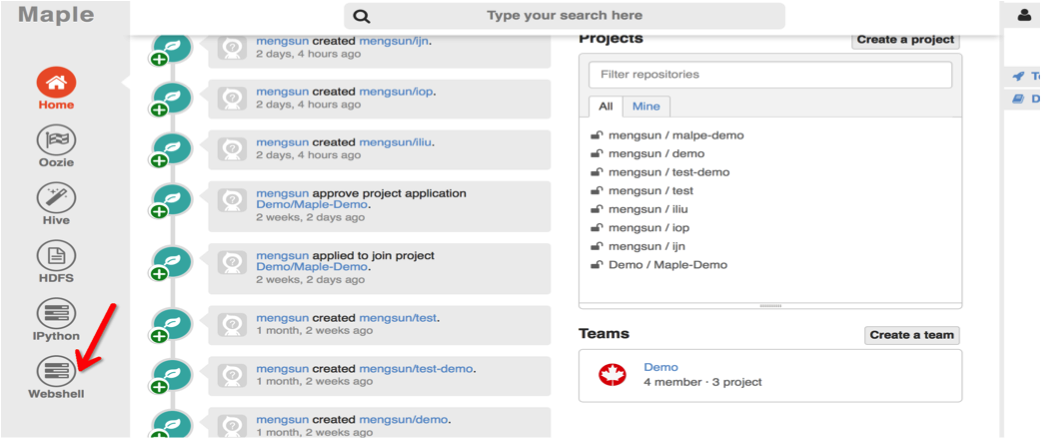 Maple
Type your search here
Home
Oozie
Hive
HDFS
IPython
Webshell
mengsun created mengsun/ijn.
2 days, 4 hours ago
mengsun created mengsun/iop.
2 days, 4 hours ago
mengsun created mengsun/iliu.
2 days, 4 hours ago
mengsun approve project application
Demo/Maple-Demo.
2 weeks, 2 days ago
mengsun applied to join project
Demo/Maple-Demo.
2 weeks, 2 days ago
mengsun created mengsun/test.
1 month, 2 weeks ago
mengsun created mengsun/test-demo.
1 month, 2 weeks ago
mengsun created mengsun/demo.
1 month, 2 weeks ago
Projects
Create a project
Filter repositories
All Mine
mengsun / malpe-demo
mengsun / demo
mengsun / test-demo
mengsun / test
mengsun / iliu
mengsun / iop
mengsun / ijn
Demo / Maple-Demo
Teams
Create a team
Demo
4 member · 3 project